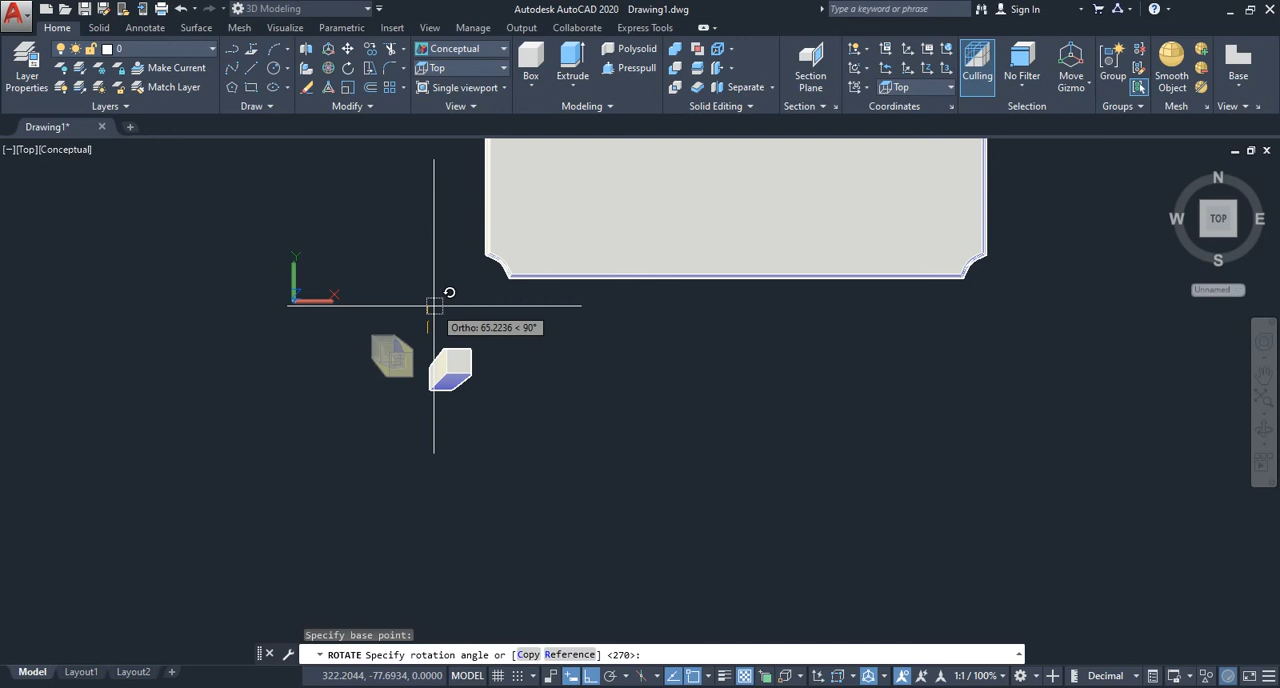 A 3D Modeling Autodesk AutoCAD 2020 Drawing1.dwg Type a keyword or phrase Sign In ?
Home Solid Annotate Surface Mesh Visualize Parametric Insert View Manage Output Collaborate Express Tools
Layer Properties 0 Make Current Match Layer
Conceptual Top Single viewport
Box Extrude Polysolid Presspull
Separate
Section Plane
Top
Culling No Filter Move Gizmo Group Smooth Object Base
Layers Draw Modify View Modeling Solid Editing Section Coordinates Selection Groups Mesh View
Drawing1*
[−][Top][Conceptual]
N
W TOP E
S
Unnamed
Y
X
Z
Ortho: 65.2236 < 90°
Specify base point:
ROTATE Specify rotation angle or [Copy Reference] <270>:
Model Layout1 Layout2 + 322.2044, -77.6934, 0.0000 MODEL 1:1 / 100% Decimal